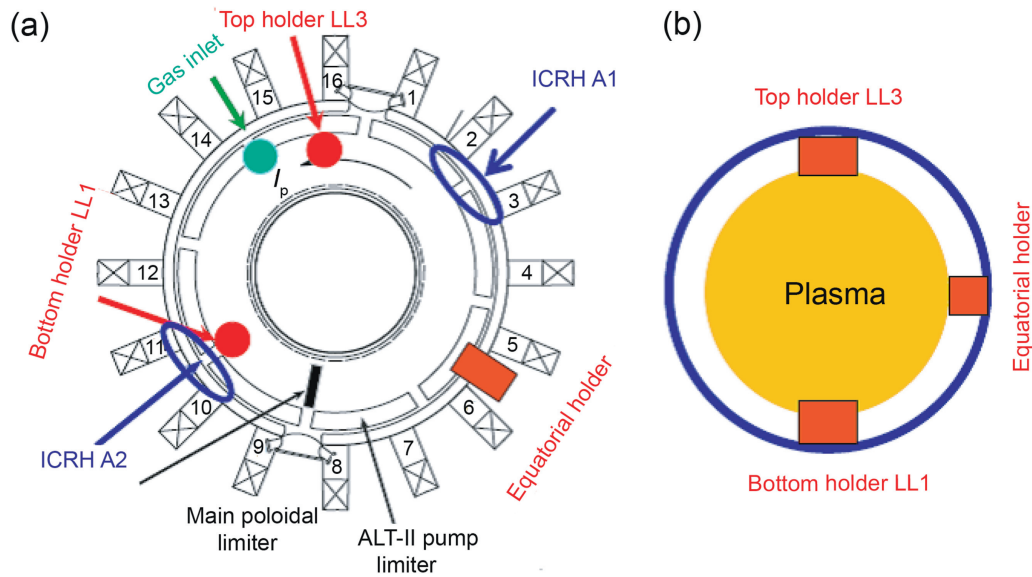 (a)
Top holder LL3
Gas inlet
ICRH A1
16
1
15
2
14
3
13
Ip
4
12
Bottom holder LL1
5
11
6
10
Equatorial holder
7
9
8
ICRH A2
Main poloidal
limiter
ALT-II pump
limiter
(b)
Top holder LL3
Plasma
Equatorial holder
Bottom holder LL1